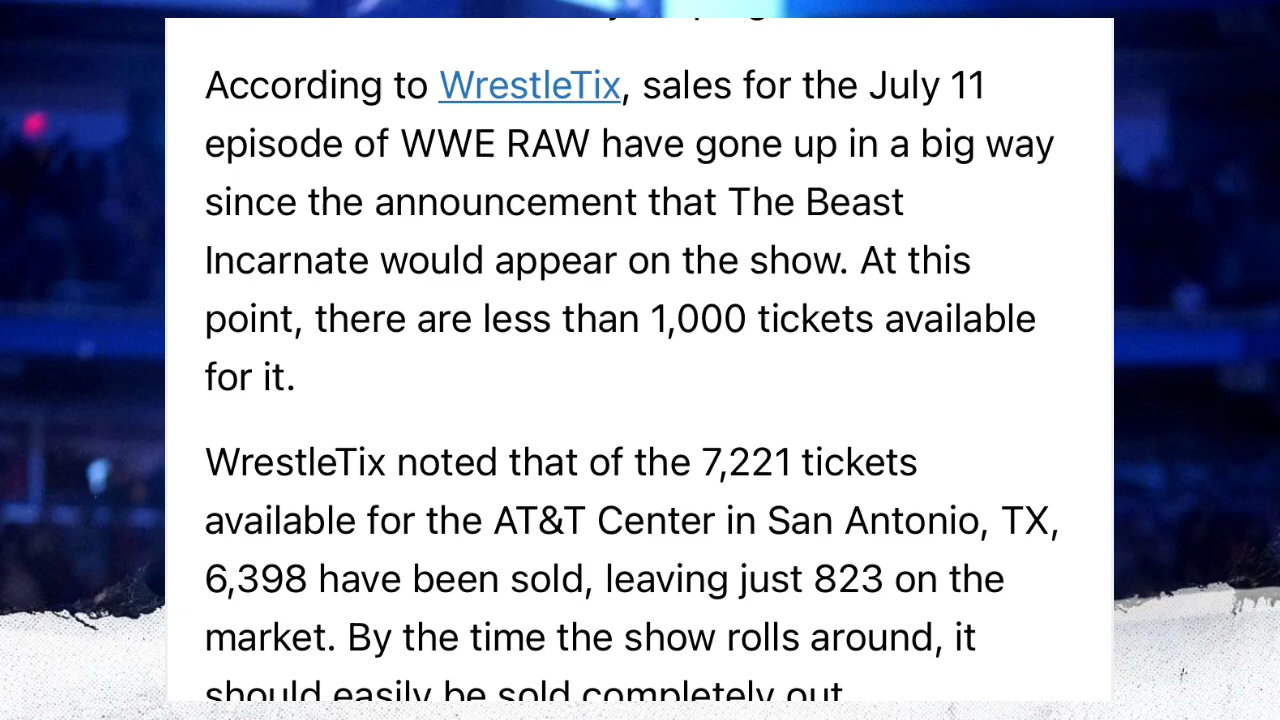 According to WrestleTix, sales for the July 11
episode of WWE RAW have gone up in a big way
since the announcement that The Beast
Incarnate would appear on the show. At this
point, there are less than 1,000 tickets available
for it.
WrestleTix noted that of the 7,221 tickets
available for the AT&T Center in San Antonio, TX,
6,398 have been sold, leaving just 823 on the
market. By the time the show rolls around, it
should easily be sold completely out